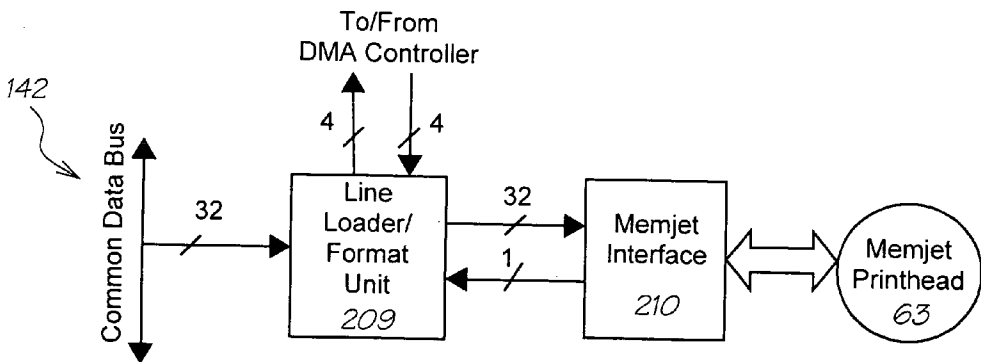 To/From
DMA Controller
142
4
4
Common Data Bus
32
Line
Loader/
Format
Unit
209
32
1
Memjet
Interface
210
Memjet
Printhead
63